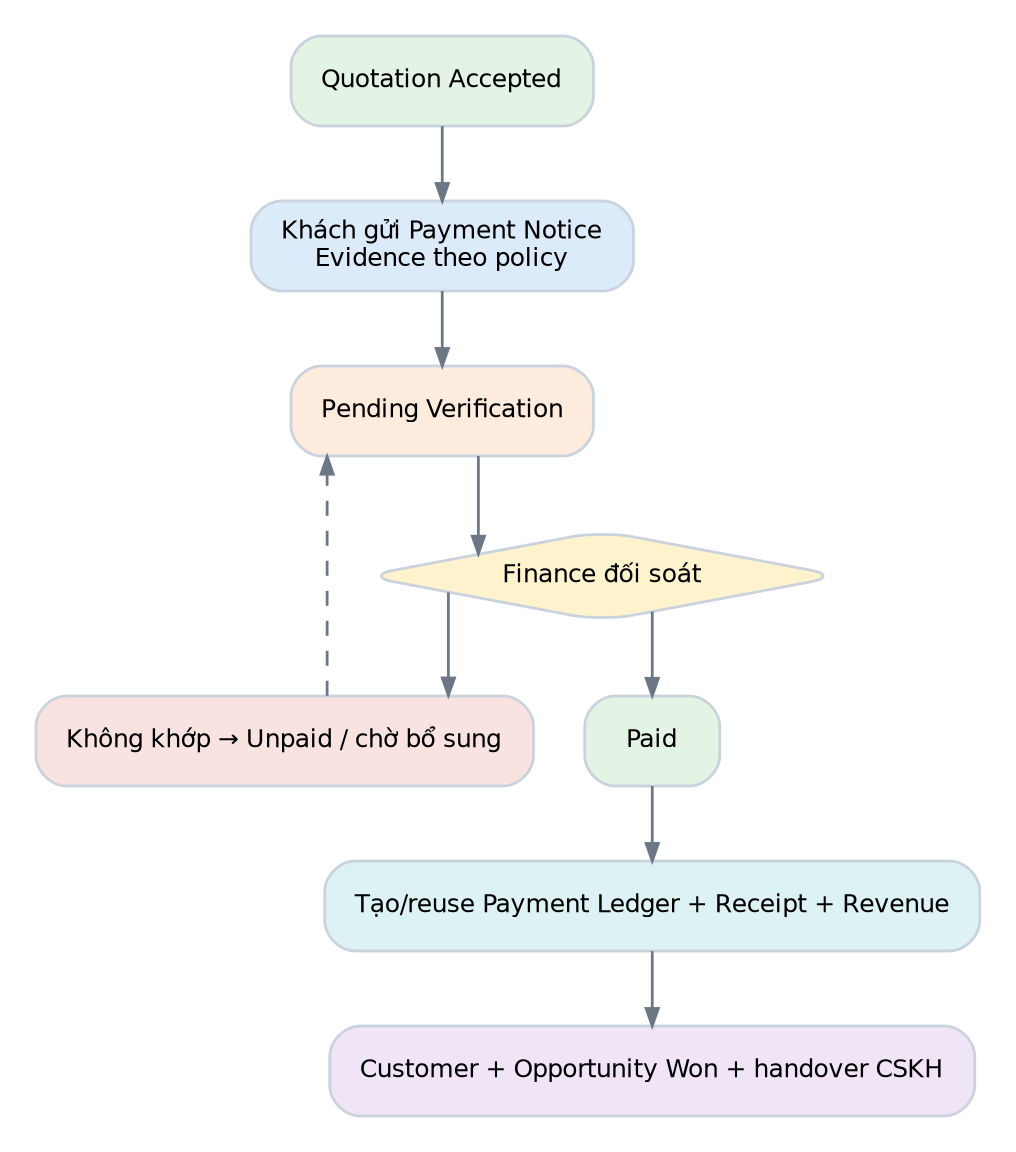 Quotation Accepted
Khách gửi Payment Notice
Evidence theo policy
Pending Verification
Finance đối soát
Không khớp → Unpaid / chờ bổ sung
Paid
Tạo/reuse Payment Ledger + Receipt + Revenue
Customer + Opportunity Won + handover CSKH